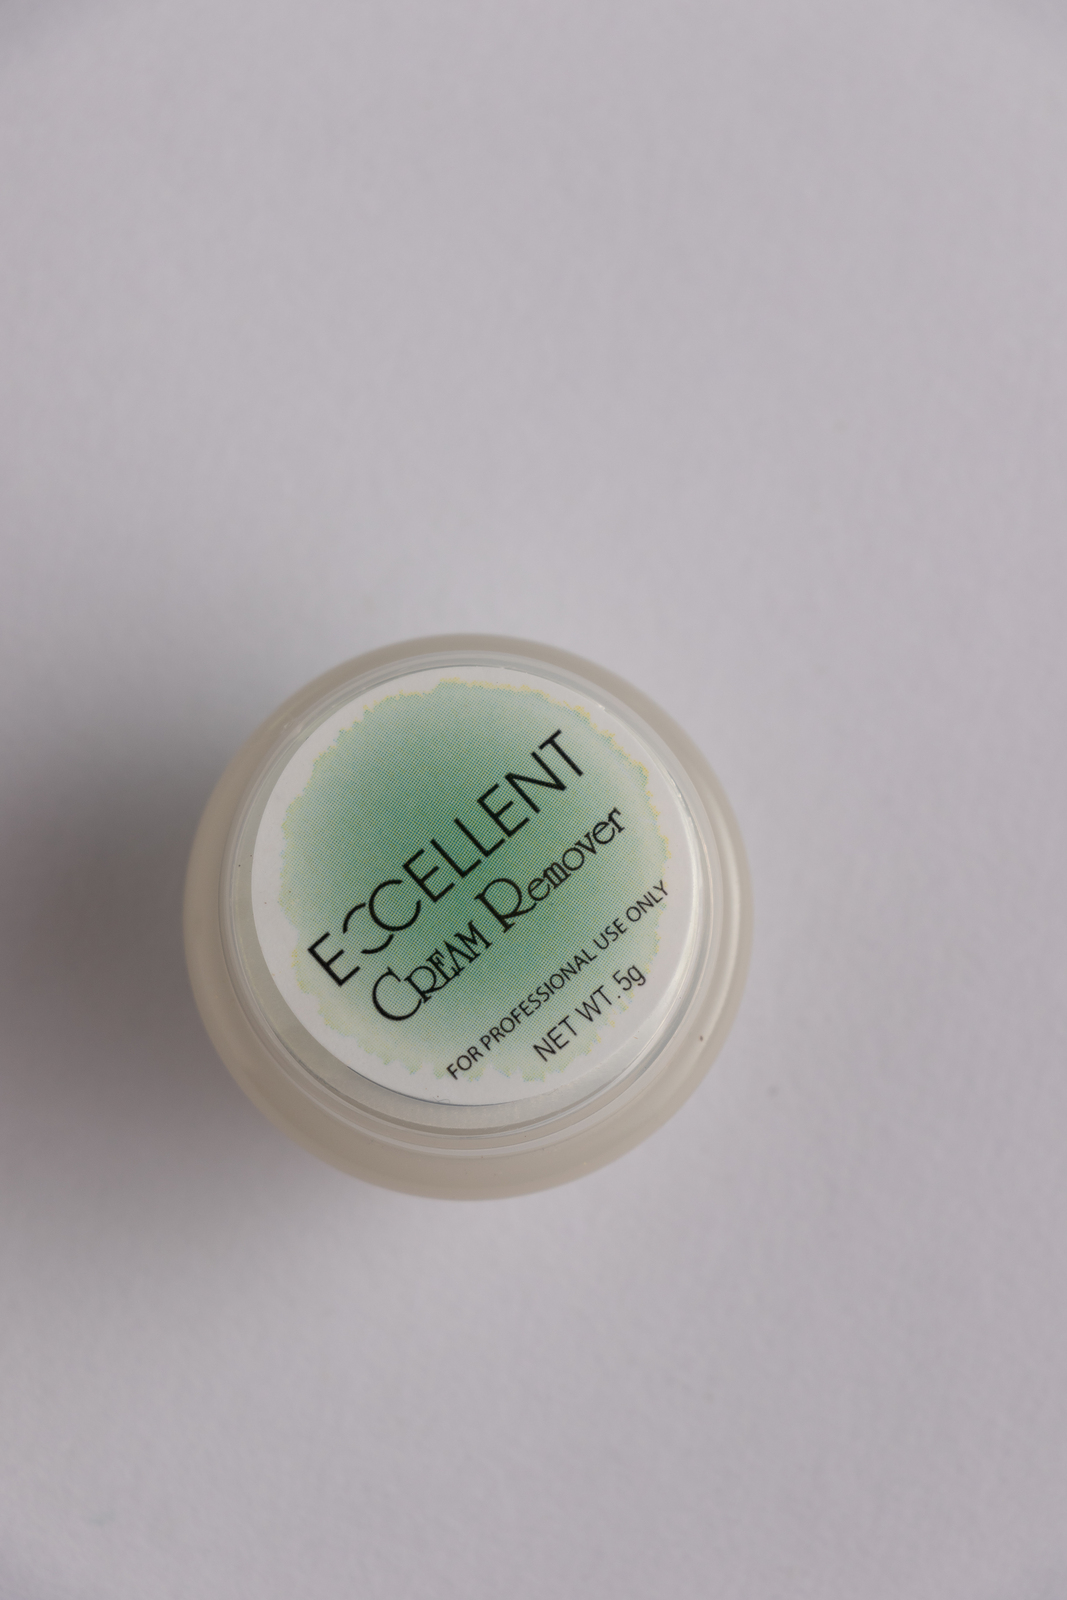 EXCELLENT
CREAM Remover
FOR PROFESSIONAL USE ONLY
NET WT. 5g